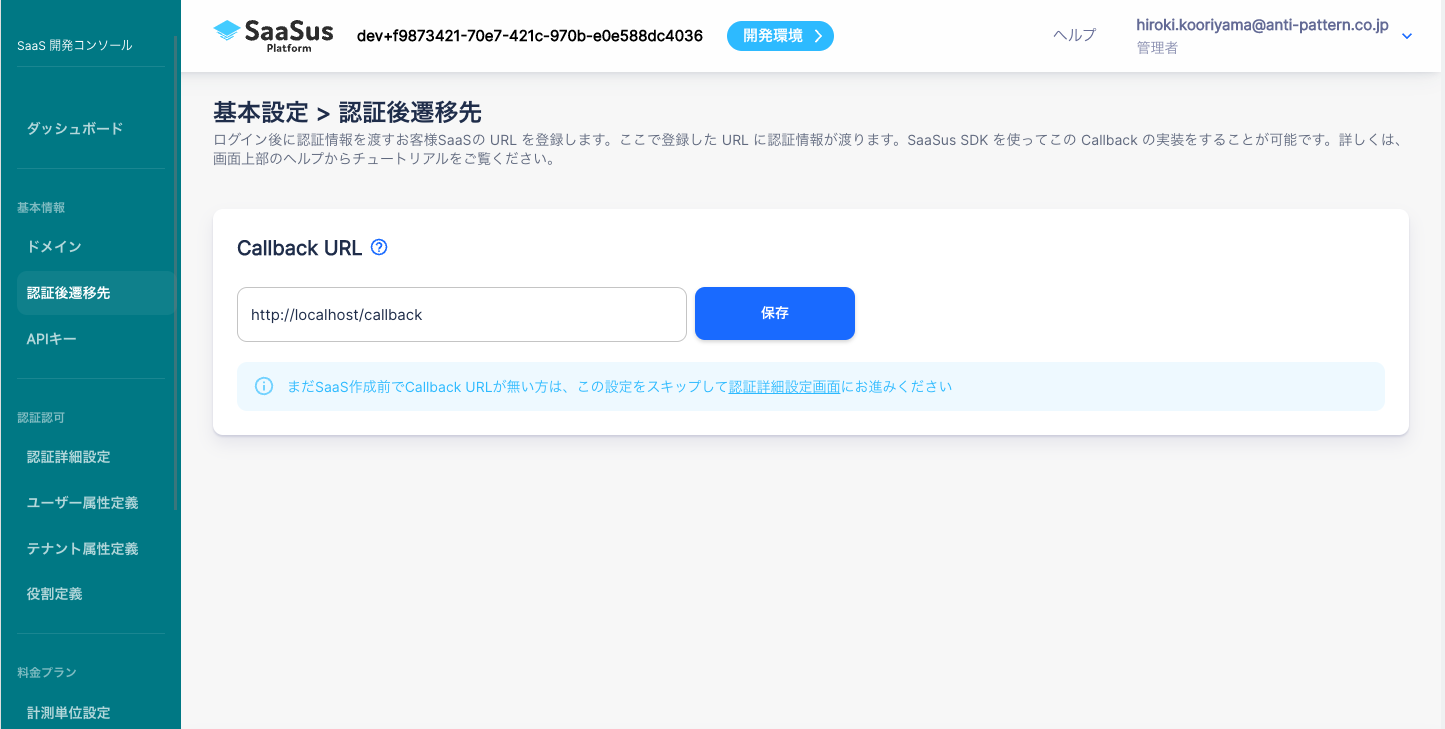 SaaS 開発コンソール
ダッシュボード
基本情報
ドメイン
認証後遷移先
APIキー
認証認可
認証詳細設定
ユーザー属性定義
テナント属性定義
役割定義
料金プラン
計測単位設定
SaaSus
Platform
dev+f9873421-70e7-421c-970b-e0e588dc4036
開発環境
ヘルプ
hiroki.kooriyama@anti-pattern.co.jp
管理者
基本設定 > 認証後遷移先
ログイン後に認証情報を渡すお客様SaaSの URL を登録します。ここで登録した URL に認証情報が渡ります。SaaSus SDK を使ってこの Callback の実装をすることが可能です。詳しくは、
画面上部のヘルプからチュートリアルをご覧ください。
Callback URL ?
http://localhost/callback
保存
まだSaaS作成前でCallback URLが無い方は、この設定をスキップして認証詳細設定画面にお進みください